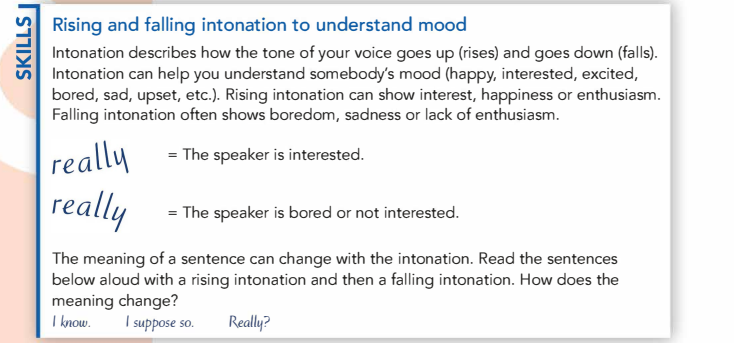 SKILLS
Rising and falling intonation to understand mood
Intonation describes how the tone of your voice goes up (rises) and goes down (falls).
Intonation can help you understand somebody's mood (happy, interested, excited,
bored, sad, upset, etc.). Rising intonation can show interest, happiness or enthusiasm.
Falling intonation often shows boredom, sadness or lack of enthusiasm.
really = The speaker is interested.
really = The speaker is bored or not interested.
The meaning of a sentence can change with the intonation. Read the sentences
below aloud with a rising intonation and then a falling intonation. How does the
meaning change?
I know. I suppose so. Really?